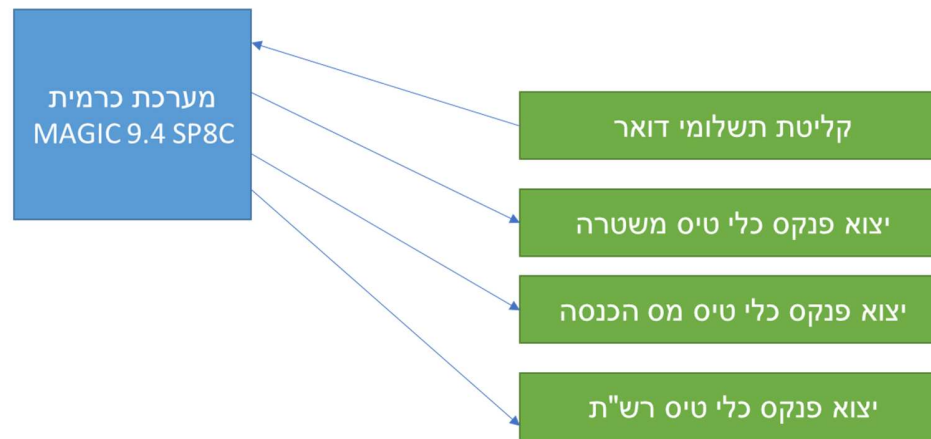 מערכת כרמית
MAGIC 9.4 SP8C
קליטת תשלומי דואר
יצוא פנקס כלי טיס משטרה
יצוא פנקס כלי טיס מס הכנסה
יצוא פנקס כלי טיס רש"ת